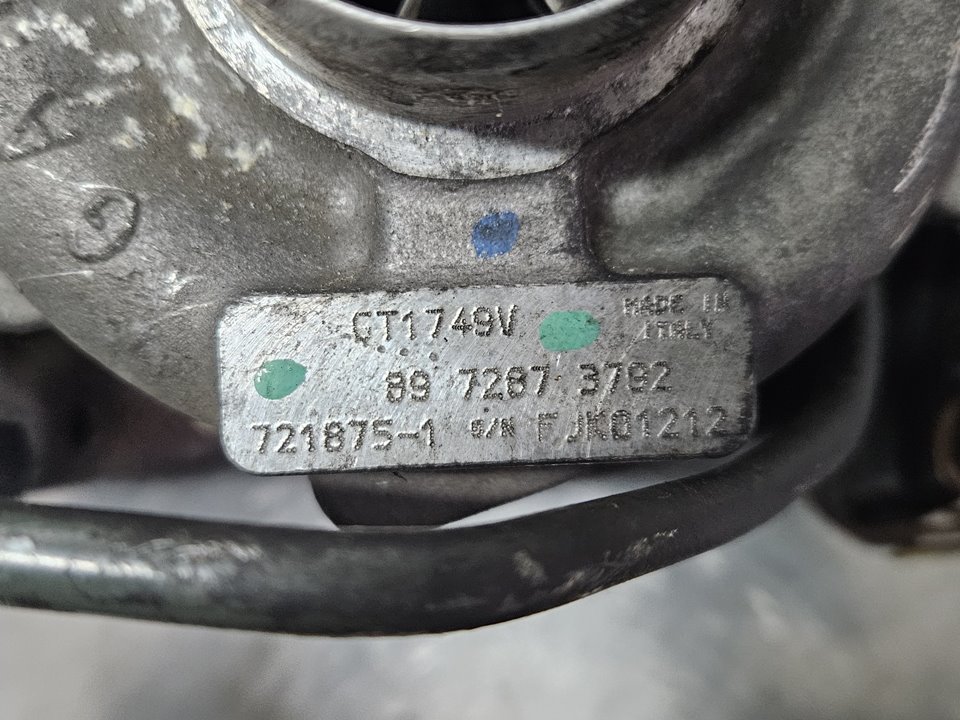 GT1749V
MADE IN
ITALY
89 7287 3792
721875-1 S/N FJK01212